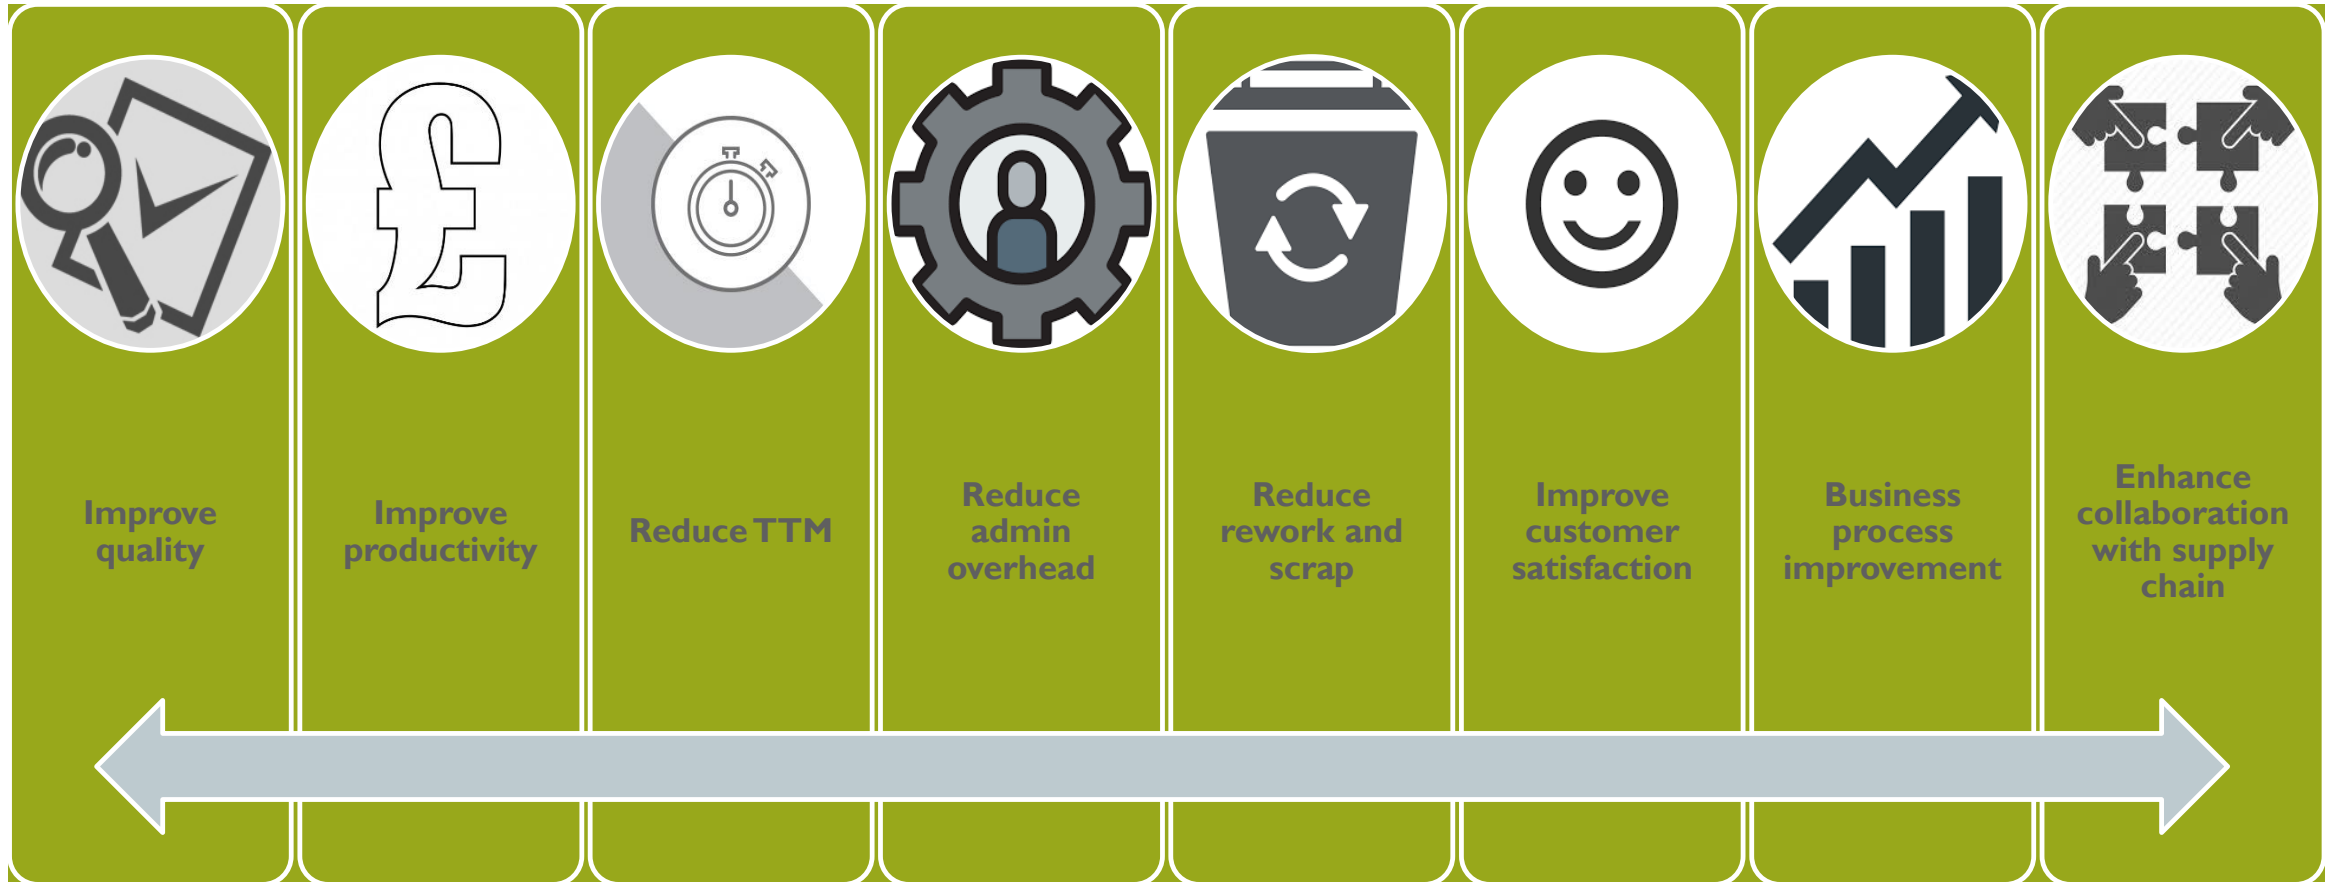 Improve
quality
Improve
productivity
Reduce TTM
Reduce
admin
overhead
Reduce
rework and
scrap
Improve
customer
satisfaction
Business
process
improvement
Enhance
collaboration
with supply
chain